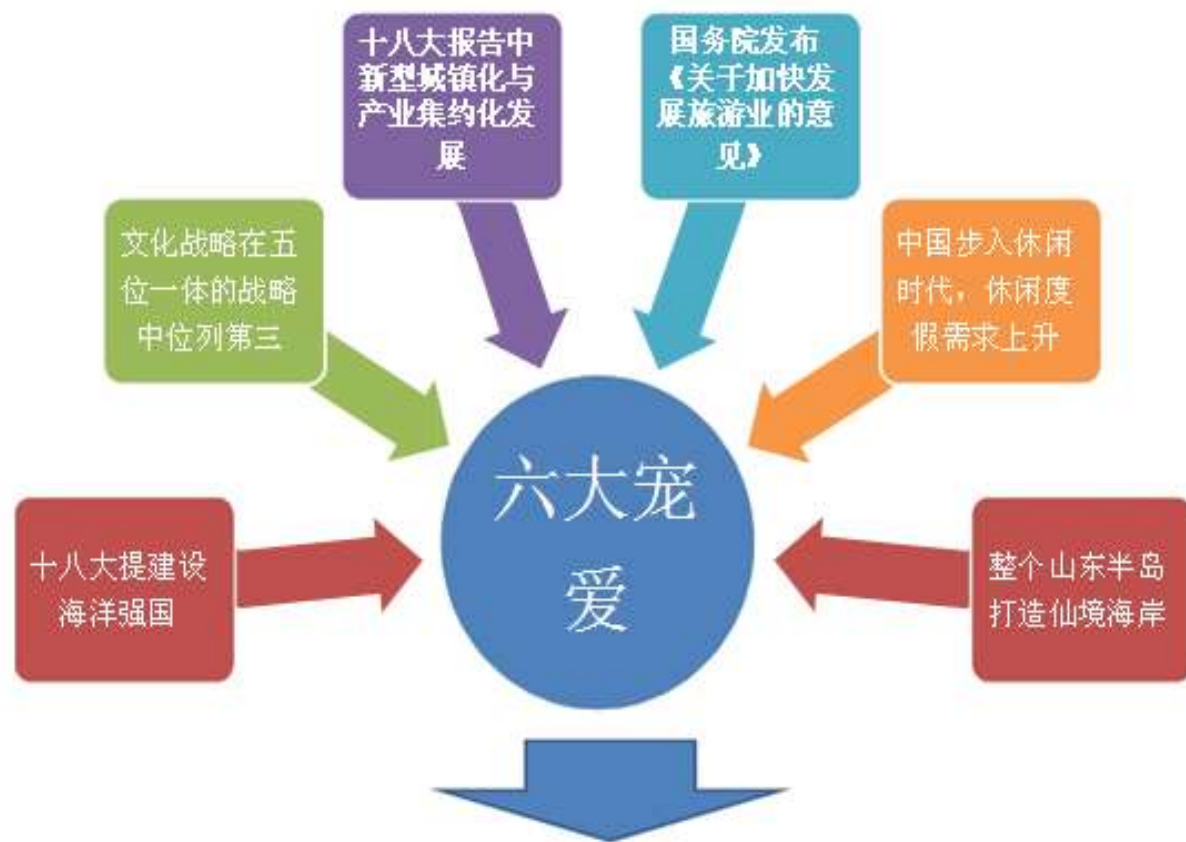 十八大报告中
新型城镇化与
产业集约化发
展
国务院发布
《关于加快发
展旅游业的意
见》
文化战略在五
位一体的战略
中位列第三
中国步入休闲
时代，休闲度
假需求上升
六大宠
爱
十八大提建设
海洋强国
整个山东半岛
打造仙境海岸